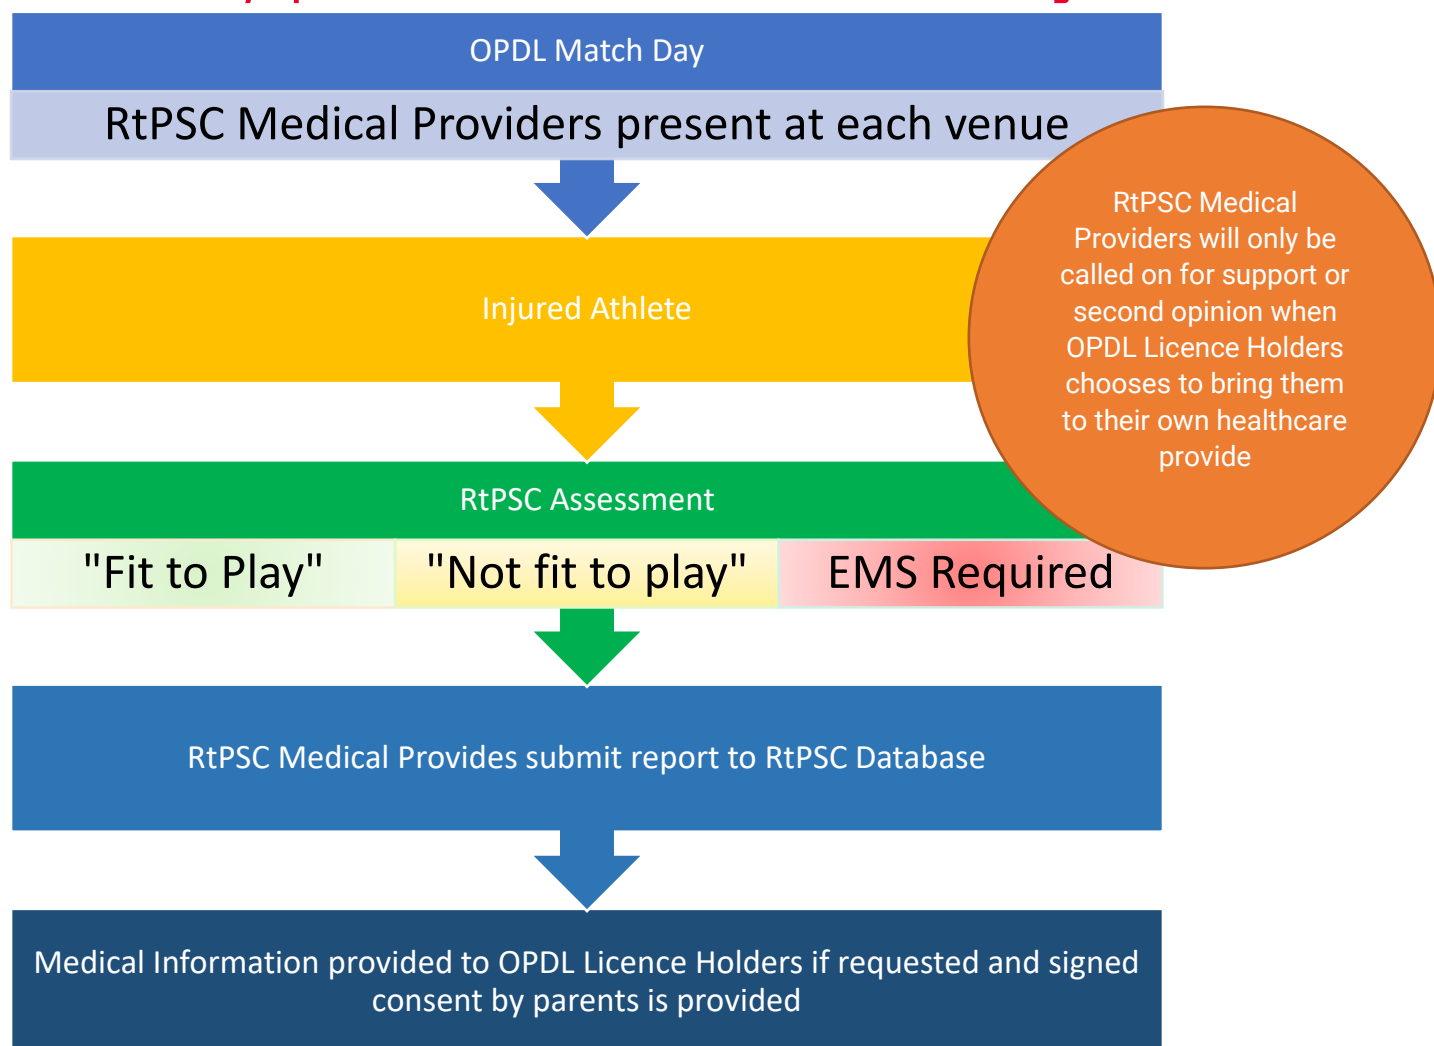 OPDL Match Day
RtPSC Medical Providers present at each venue
RtPSC Medical
Providers will only be
called on for support or
second opinion when
OPDL Licence Holders
chooses to bring them
to their own healthcare
provide
Injured Athlete
RtPSC Assessment
"Fit to Play"
"Not fit to play"
EMS Required
RtPSC Medical Provides submit report to RtPSC Database
Medical Information provided to OPDL Licence Holders if requested and signed
consent by parents is provided